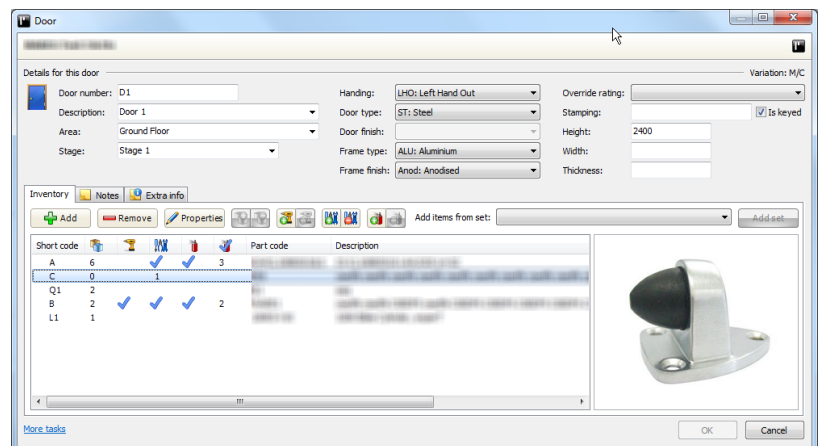 Door
Details for this door Variation: M/C
Door number: D1 Handing: LHO: Left Hand Out Override rating:
Description: Door 1 Door type: ST: Steel Stamping: Is keyed
Area: Ground Floor Door finish: Height: 2400
Stage: Stage 1 Frame type: ALU: Aluminium Width:
Frame finish: Anod: Anodised Thickness:
Inventory Notes Extra info
Add Remove Properties Add items from set: Add set
Short code Part code Description
A 6 3
C 0 1
Q1 2
B 2 2
L1 1
More tasks OK Cancel